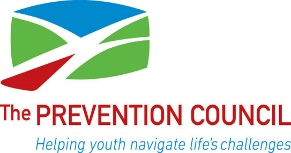 The PREVENTION COUNCIL
Helping youth navigate life's challenges